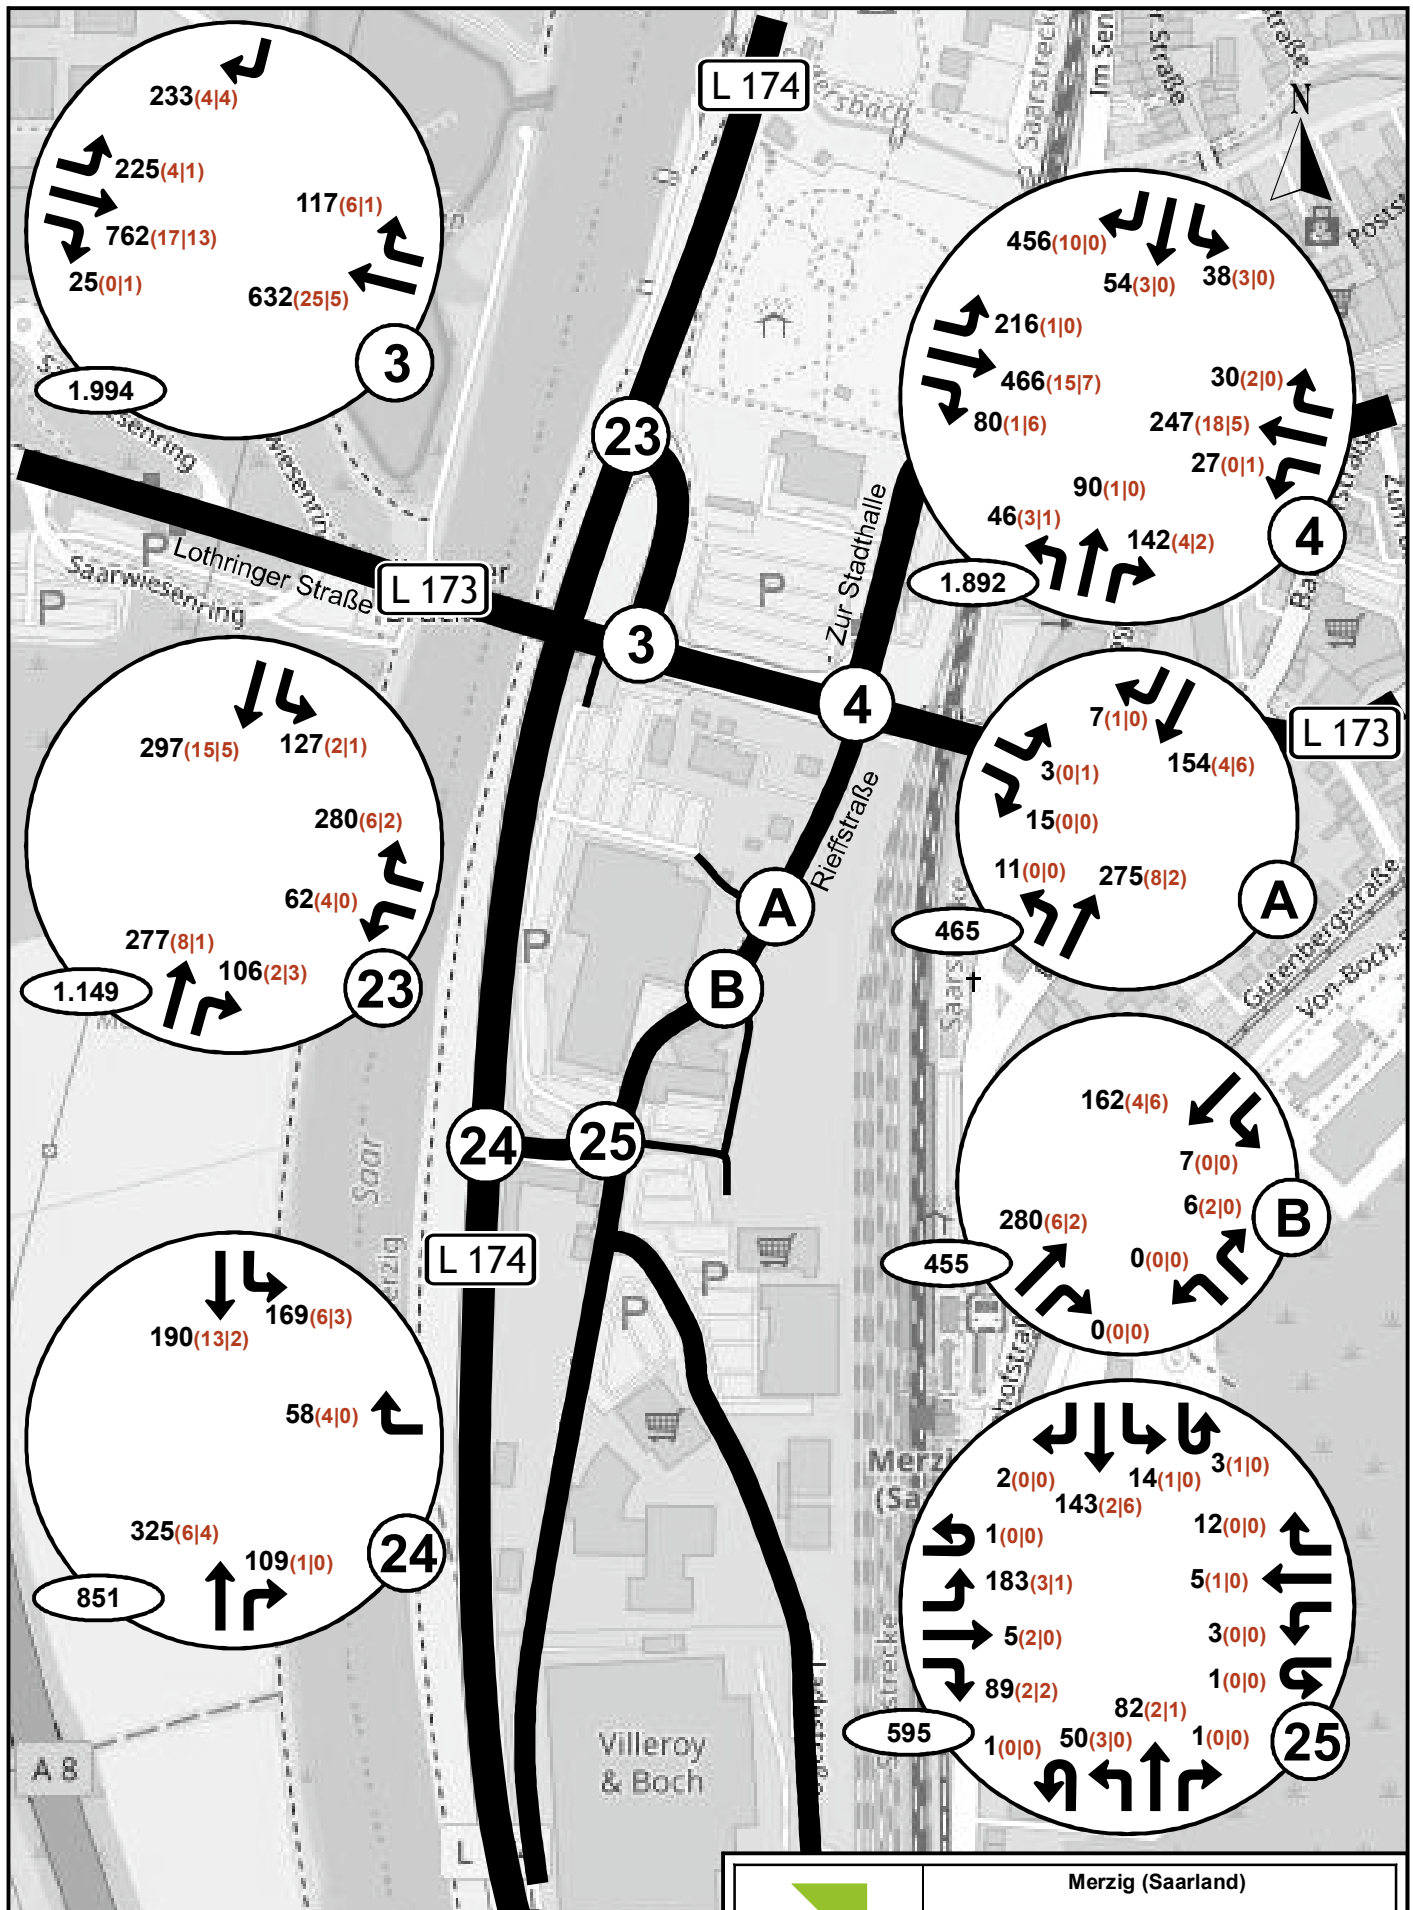 L 174
N
233(4|4)
225(4|1)
762(17|13)
25(0|1)
117(6|1)
632(25|5)
3
1.994
456(10|0)
54(3|0)
38(3|0)
216(1|0)
466(15|7)
80(1|6)
30(2|0)
247(18|5)
27(0|1)
90(1|0)
46(3|1)
142(4|2)
4
1.892
23
Zur Stadthalle
Lothringer Straße
Saarwiesenring
P
P
P
L 173
3
4
L 173
Rieffstraße
297(15|5)
127(2|1)
280(6|2)
62(4|0)
277(8|1)
106(2|3)
23
1.149
7(1|0)
154(4|6)
3(0|1)
15(0|0)
11(0|0)
275(8|2)
A
465
A
B
P
Gutenbergstraße
Von-Boch-
24
25
Saar
162(4|6)
7(0|0)
6(2|0)
280(6|2)
0(0|0)
0(0|0)
B
455
L 174
P
P
190(13|2)
169(6|3)
58(4|0)
325(6|4)
109(1|0)
24
851
2(0|0)
143(2|6)
14(1|0)
3(1|0)
1(0|0)
183(3|1)
5(2|0)
89(2|2)
12(0|0)
5(1|0)
3(0|0)
1(0|0)
82(2|1)
1(0|0)
50(3|0)
1(0|0)
25
595
Villeroy
& Boch
A 8
L
Merzig (Saarland)